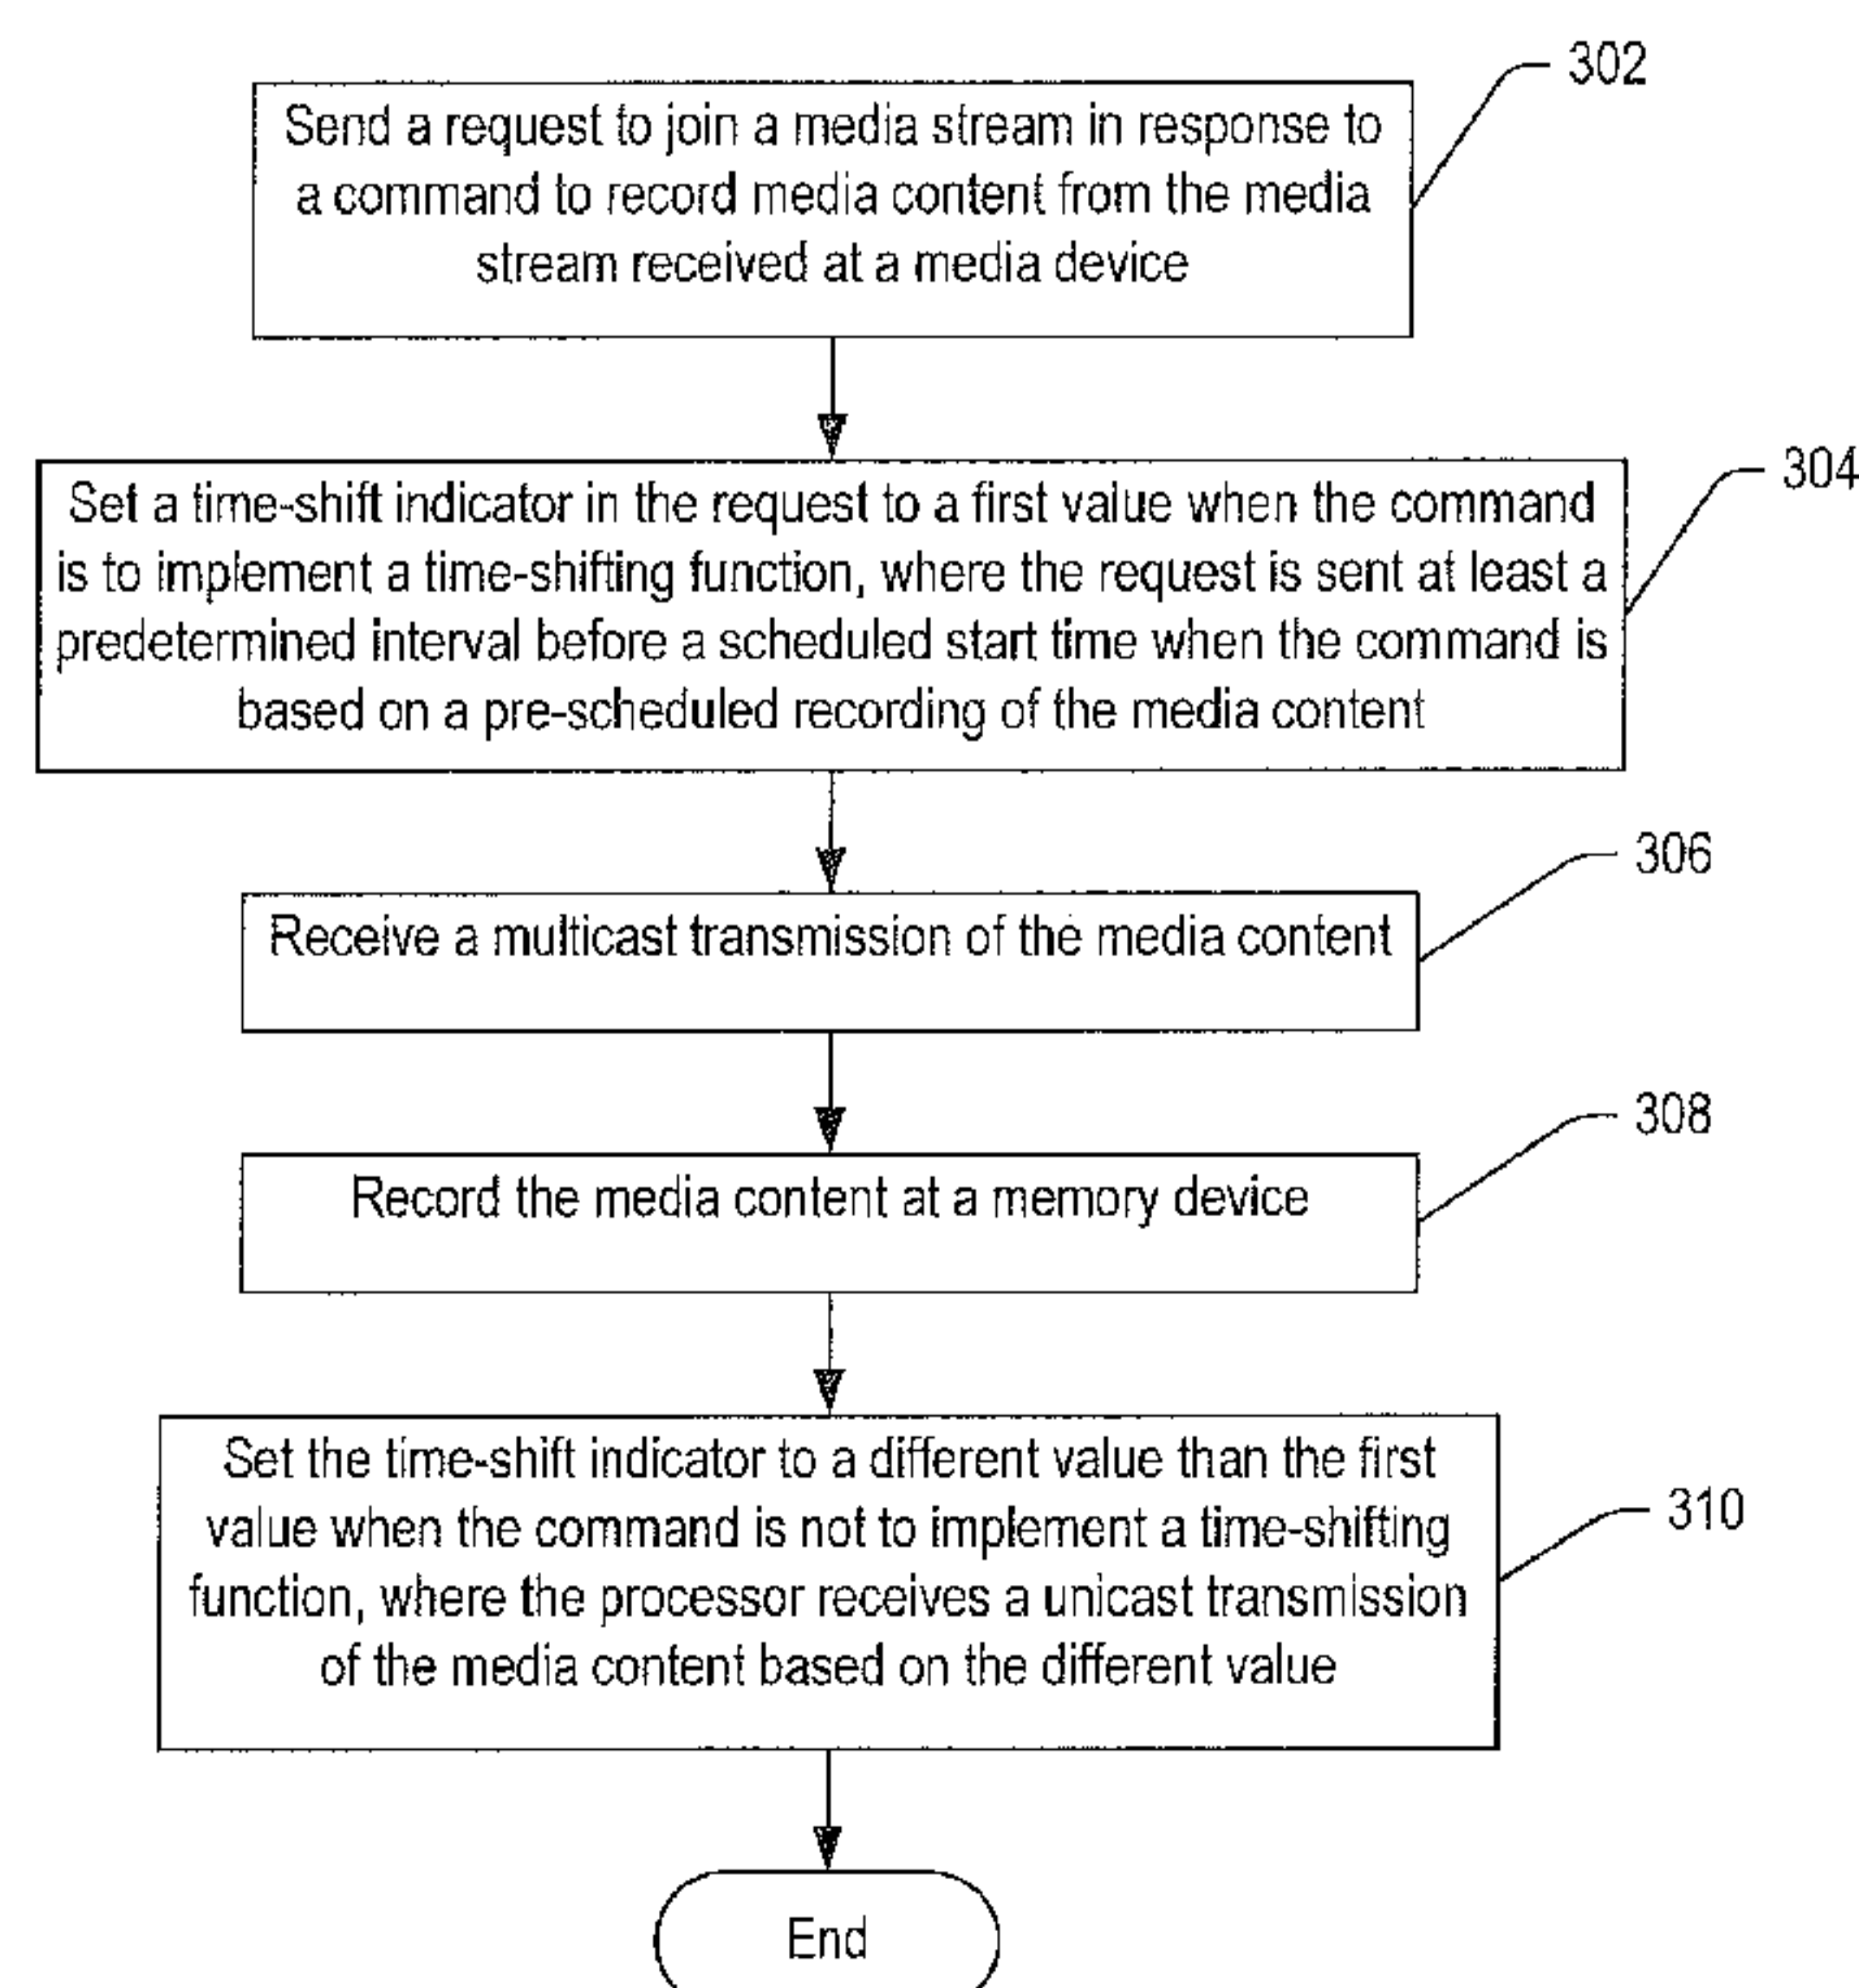 302
Send a request to join a media stream in response to
a command to record media content from the media
stream received at a media device
304
Set a time-shift indicator in the request to a first value when the command
is to implement a time-shifting function, where the request is sent at least a
predetermined interval before a scheduled start time when the command is
based on a pre-scheduled recording of the media content
306
Receive a multicast transmission of the media content
308
Record the media content at a memory device
Set the time-shift indicator to a different value than the first
value when the command is not to implement a time-shifting
function, where the processor receives a unicast transmission
of the media content based on the different value
310
End